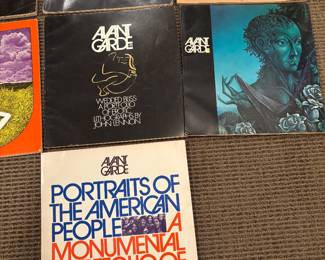 AVANT
GARDE
WEDDED BLISS:
A PORTFOLIO
OF EROTIC
LITHOGRAPHS BY
JOHN LENNON
AVANT
GARDE
AVANT
GARDE
PORTRAITS OF
THE AMERICAN
PEOPLE A
MONUMENTAL